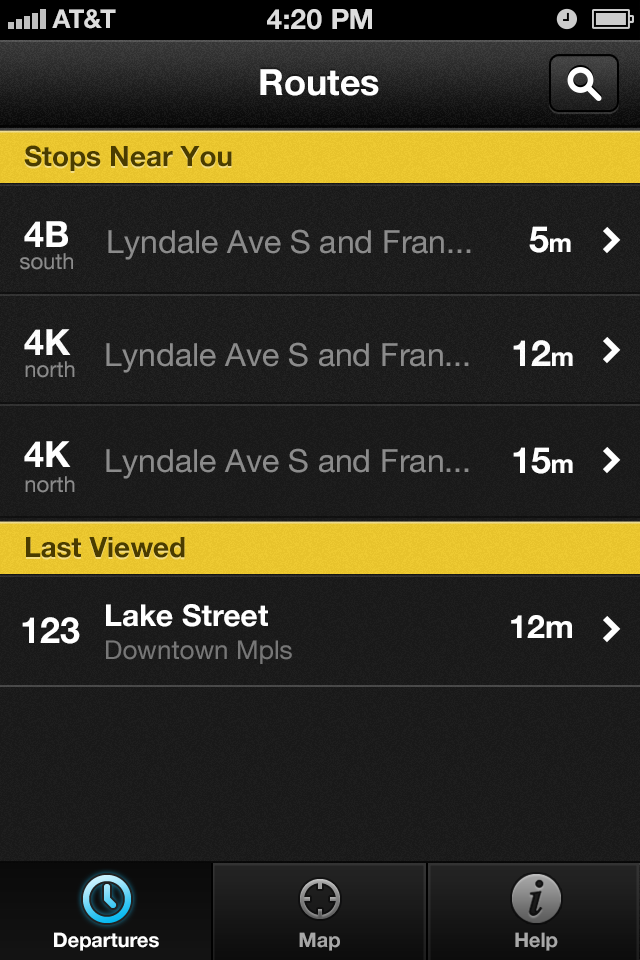 AT&T 4:20 PM
Routes
Stops Near You
4B Lyndale Ave S and Fran... 5m
south
4K Lyndale Ave S and Fran... 12m
north
4K Lyndale Ave S and Fran... 15m
north
Last Viewed
123 Lake Street 12m
Downtown Mpls
Departures Map Help